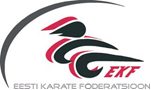 EKF
EESTI KARATE FÖDERATSIOON